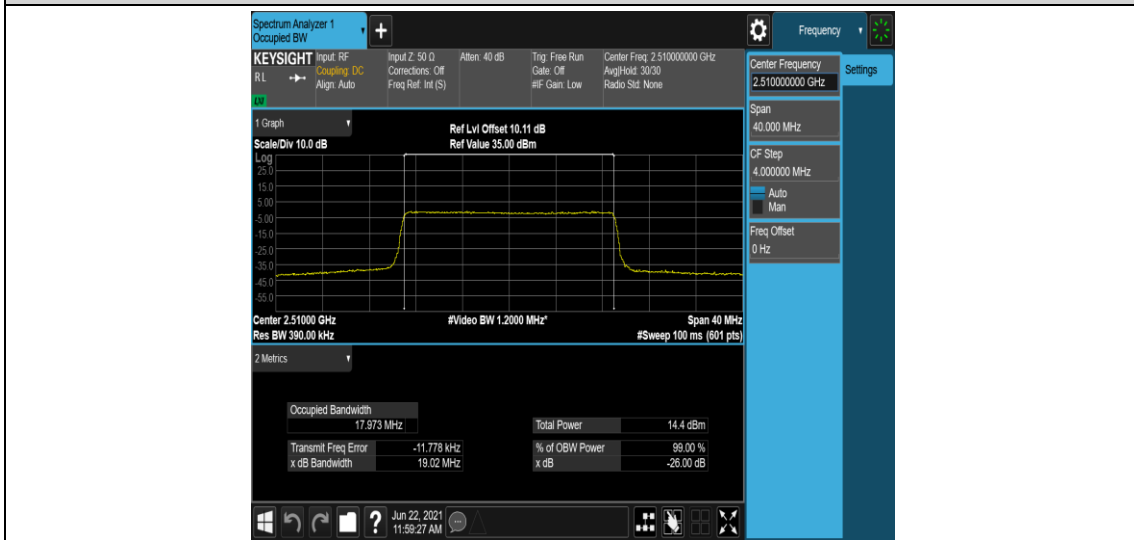 Spectrum Analyzer 1
Occupied BW
+
Frequency
KEYSIGHT
RL
LXI
Input: RF
Coupling: DC
Align: Auto
Input Z: 50 Ω
Corrections: Off
Freq Ref: Int (S)
Atten: 40 dB
Trig: Free Run
Gate: Off
#IF Gain: Low
Center Freq: 2.510000000 GHz
Avg|Hold: 30/30
Radio Std: None
Center Frequency
2.510000000 GHz
Settings
Span
40.000 MHz
CF Step
4.000000 MHz
Auto
Man
Freq Offset
0 Hz
1 Graph
Scale/Div 10.0 dB
Ref Lvl Offset 10.11 dB
Ref Value 35.00 dBm
Log
25.0
15.0
5.00
-5.00
-15.0
-25.0
-35.0
-45.0
-55.0
Center 2.51000 GHz
#Video BW 1.2000 MHz*
Span 40 MHz
Res BW 390.00 kHz
#Sweep 100 ms (601 pts)
2 Metrics
Occupied Bandwidth
17.973 MHz
Total Power 14.4 dBm
Transmit Freq Error -11.778 kHz
% of OBW Power 99.00 %
x dB Bandwidth 19.02 MHz
x dB -26.00 dB
?
Jun 22, 2021
11:59:27 AM